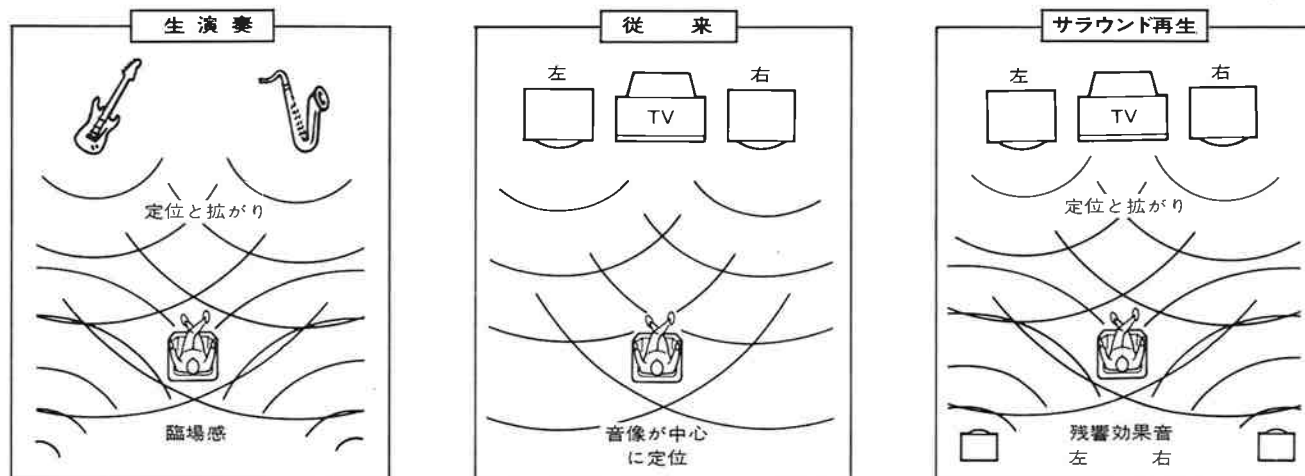 生演奏
定位と拡がり
臨場感
従来
左
右
TV
音像が中心
に定位
サラウンド再生
左
右
TV
定位と拡がり
残響効果音
左 右